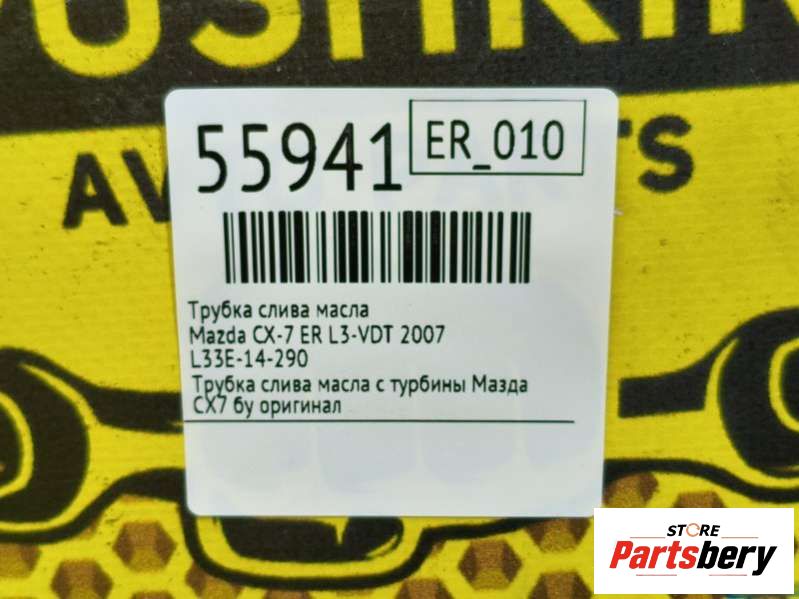 55941
ER_010
Трубка слива масла
Mazda CX-7 ER L3-VDT 2007
L33E-14-290
Трубка слива масла с турбины Мазда
CX7 бу оригинал
STORE
Partsbery